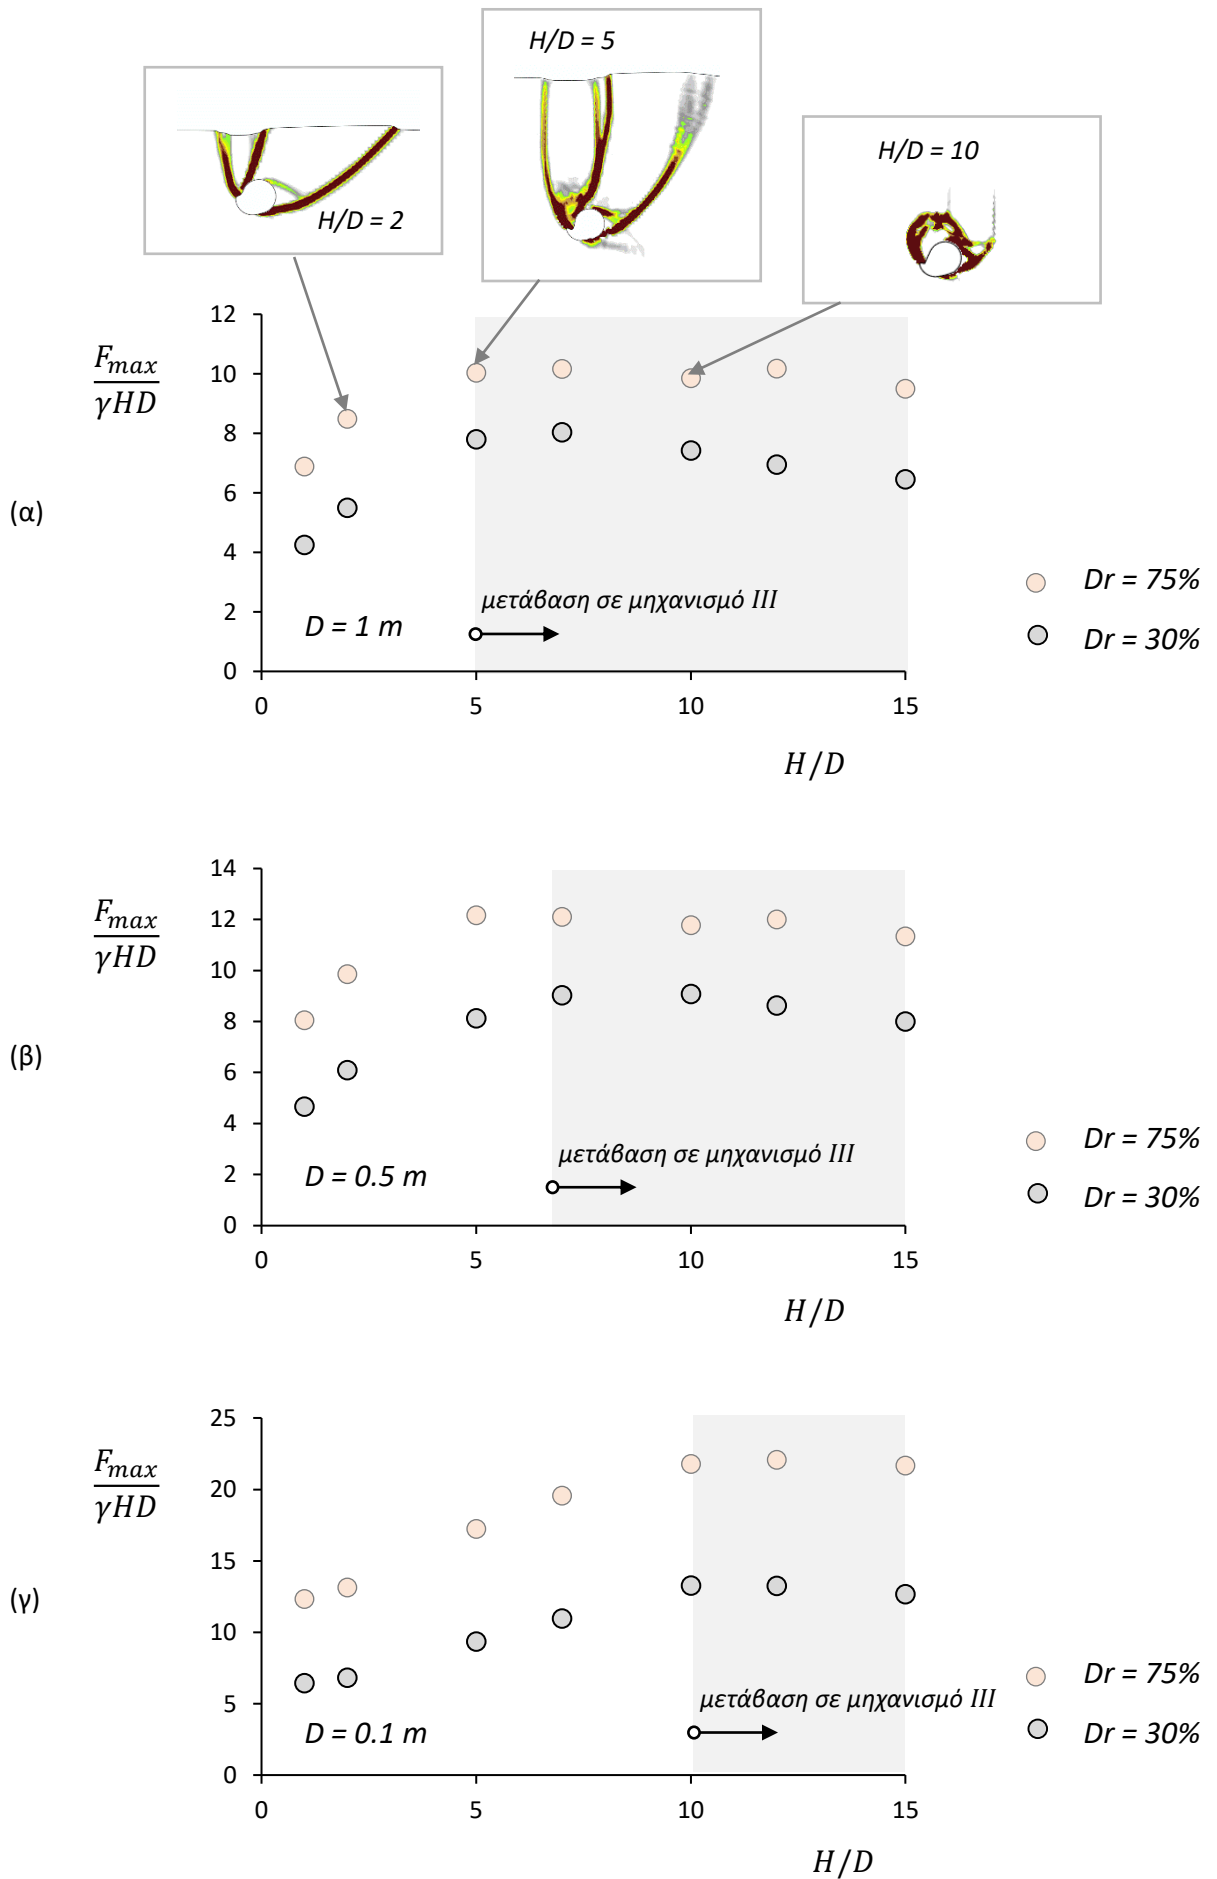 H/D = 5
H/D = 2
H/D = 10
(α)
F_max
γHD
12
10
8
6
4
2
0
0 5 10 15
H/D
D = 1 m
μετάβαση σε μηχανισμό III
Dr = 75%
Dr = 30%
(β)
F_max
γHD
14
12
10
8
6
4
2
0
0 5 10 15
H/D
D = 0.5 m
μετάβαση σε μηχανισμό III
Dr = 75%
Dr = 30%
(γ)
F_max
γHD
25
20
15
10
5
0
0 5 10 15
H/D
D = 0.1 m
μετάβαση σε μηχανισμό III
Dr = 75%
Dr = 30%